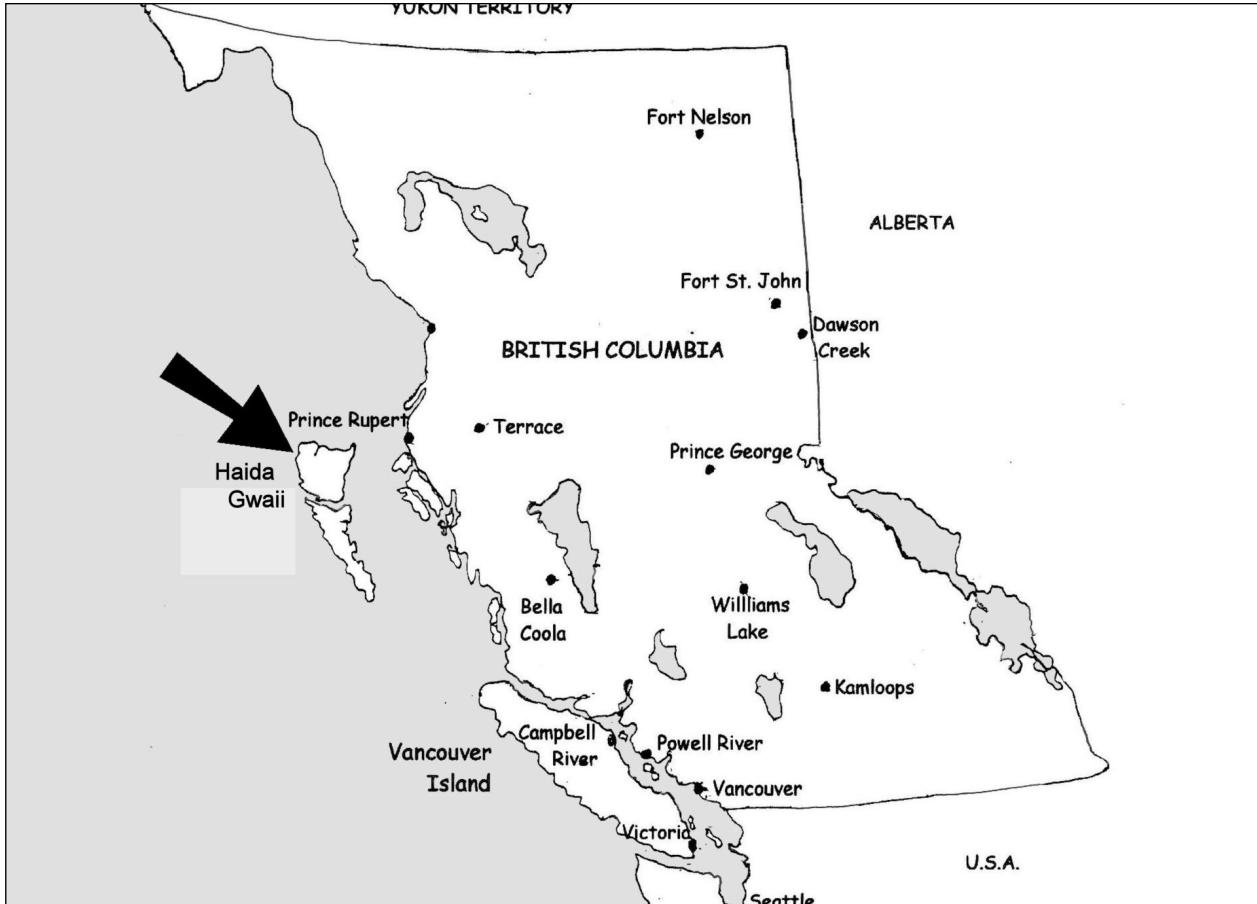 YUKON TERRITORY
Fort Nelson
ALBERTA
Fort St. John
Dawson
Creek
BRITISH COLUMBIA
Prince Rupert
Terrace
Haida
Gwaii
Prince George
Bella
Coola
Willliams
Lake
Kamloops
Campbell
River
Powell River
Vancouver
Island
Vancouver
Victoria
U.S.A.
Seattle